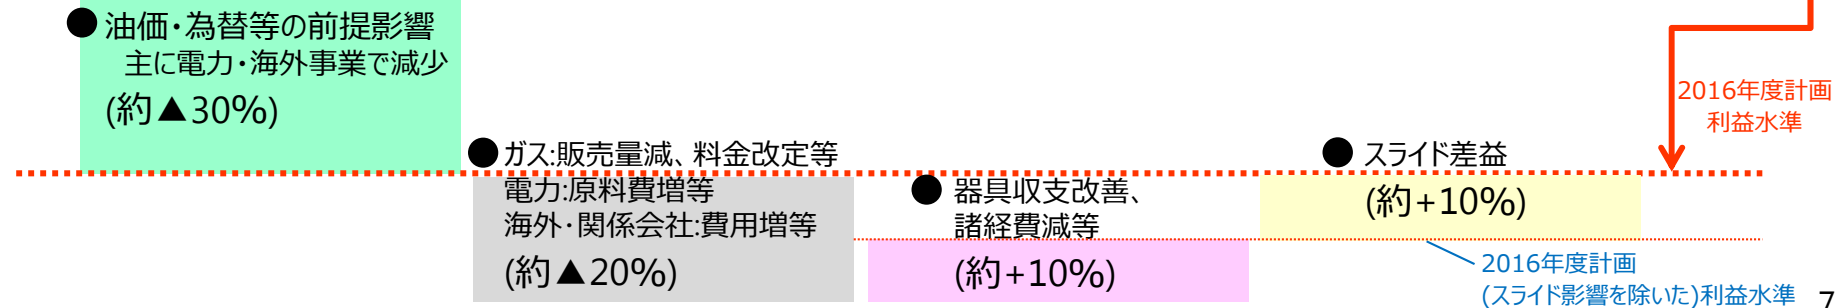 ●油価・為替等の前提影響
主に電力・海外事業で減少
(約▲30%)
2016年度計画
利益水準
●ガス:販売量減、料金改定等
電力:原料費増等
海外・関係会社:費用増等
(約▲20%)
● 器具収支改善、
諸経費減等
(約+10%)
● スライド差益
(約+10%)
2016年度計画
(スライド影響を除いた)利益水準
7